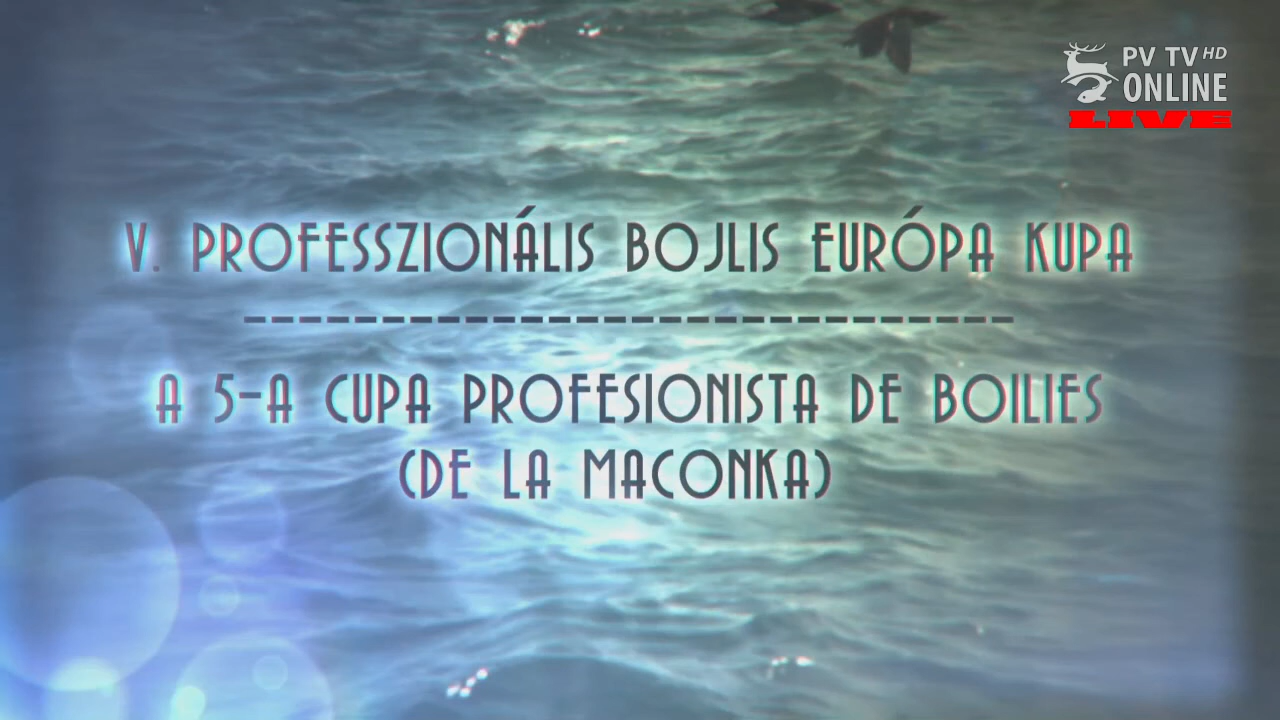 PV TV HD
ONLINE
LIVE
V. PROFESSZIONÁLIS BOJLIS EURÓPA KUPA
----------------------------
A 5-A CUPA PROFESIONISTA DE BOILIES
(DE LA MACONKA)